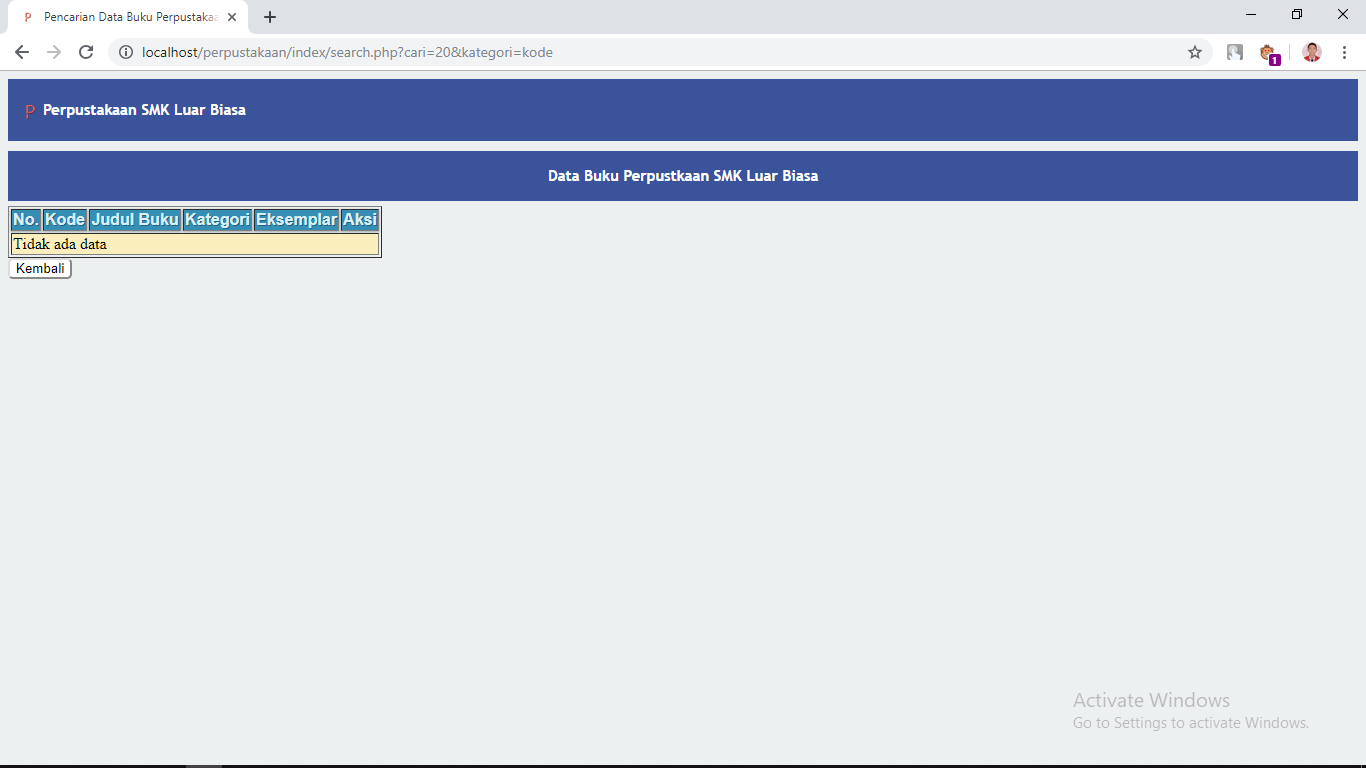 P Pencarian Data Buku Perpustakaa
localhost/perpustakaan/index/search.php?cari=20&kategori=kode
1
P Perpustakaan SMK Luar Biasa
Data Buku Perpustkaan SMK Luar Biasa
No. Kode Judul Buku Kategori Eksemplar Aksi
Tidak ada data
Kembali
Activate Windows
Go to Settings to activate Windows.